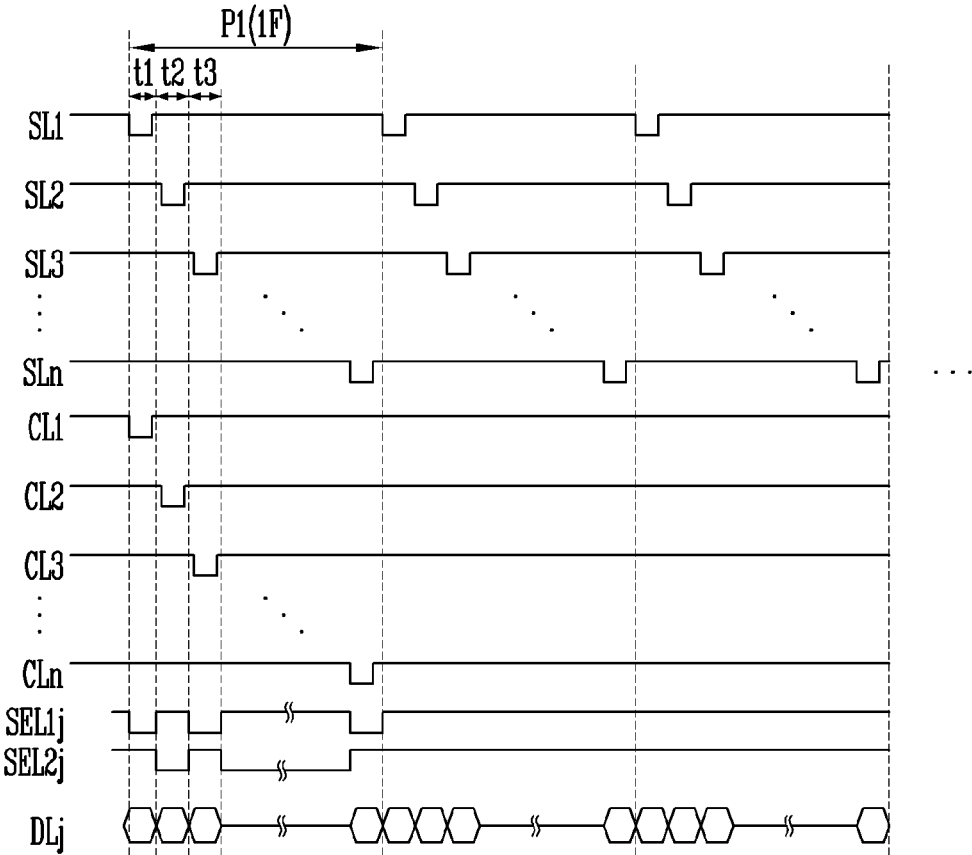 P1(1F)
t1 t2 t3
SL1
SL2
SL3
SLn
CL1
CL2
CL3
CLn
SEL1j
SEL2j
DLj